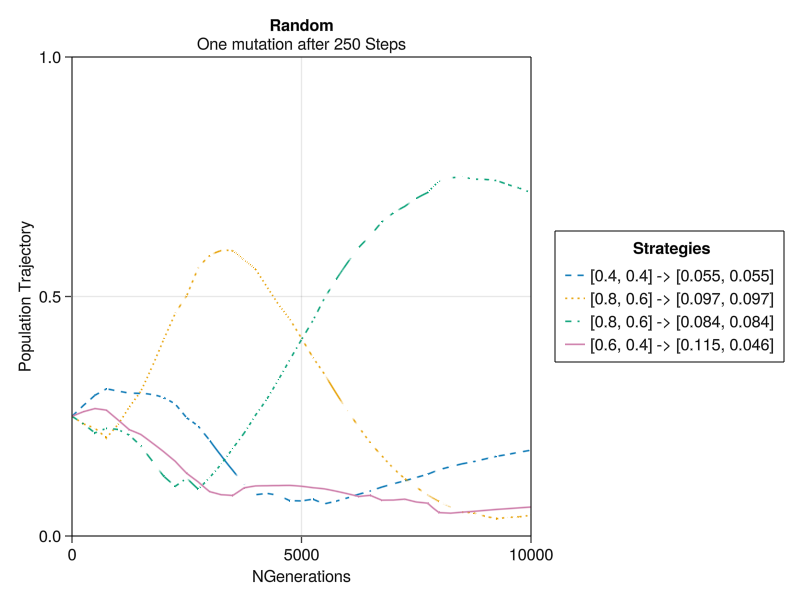 Random
One mutation after 250 Steps
1.0
0.5
0.0
Population Trajectory
0
5000
10000
NGenerations
Strategies
[0.4, 0.4] -> [0.055, 0.055]
[0.8, 0.6] -> [0.097, 0.097]
[0.8, 0.6] -> [0.084, 0.084]
[0.6, 0.4] -> [0.115, 0.046]